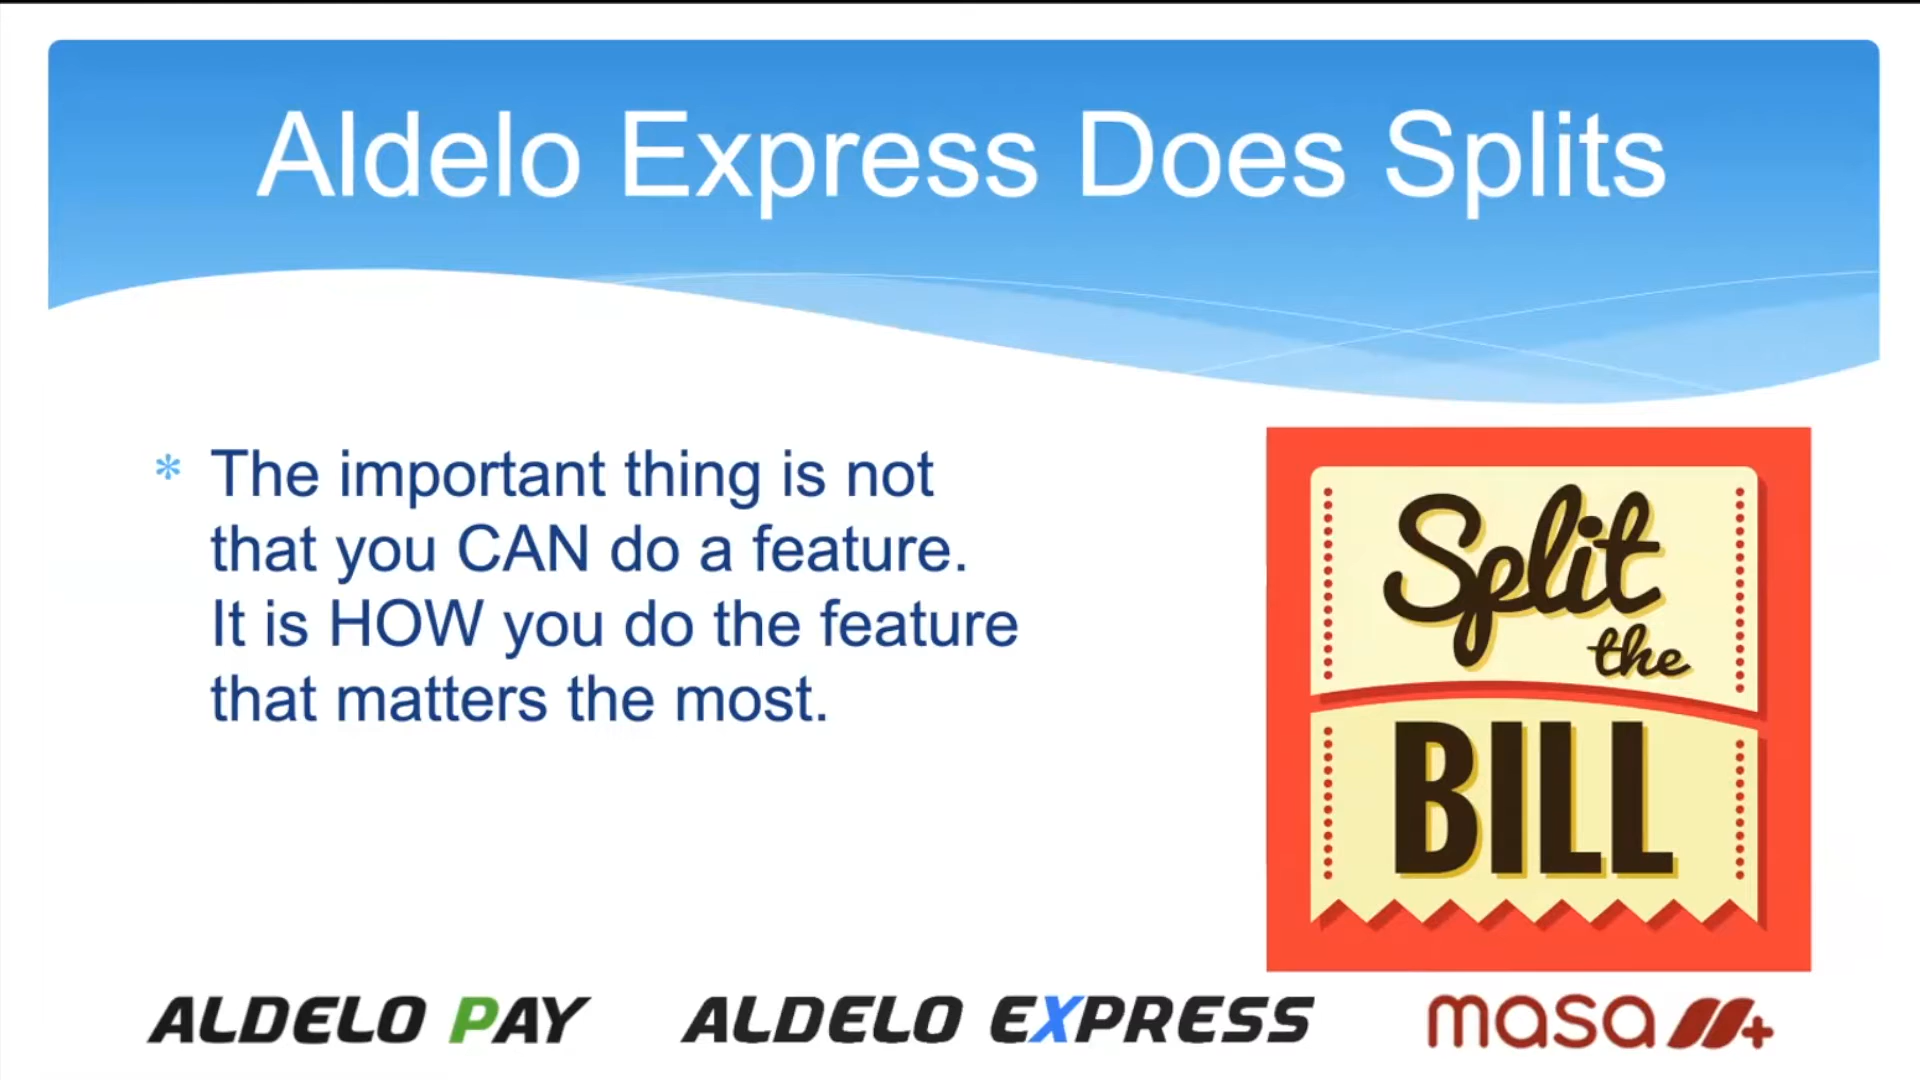 Aldelo Express Does Splits
* The important thing is not
that you CAN do a feature.
It is HOW you do the feature
that matters the most.
Split
the
BILL
ALDELO PAY
ALDELO EXPRESS
masa